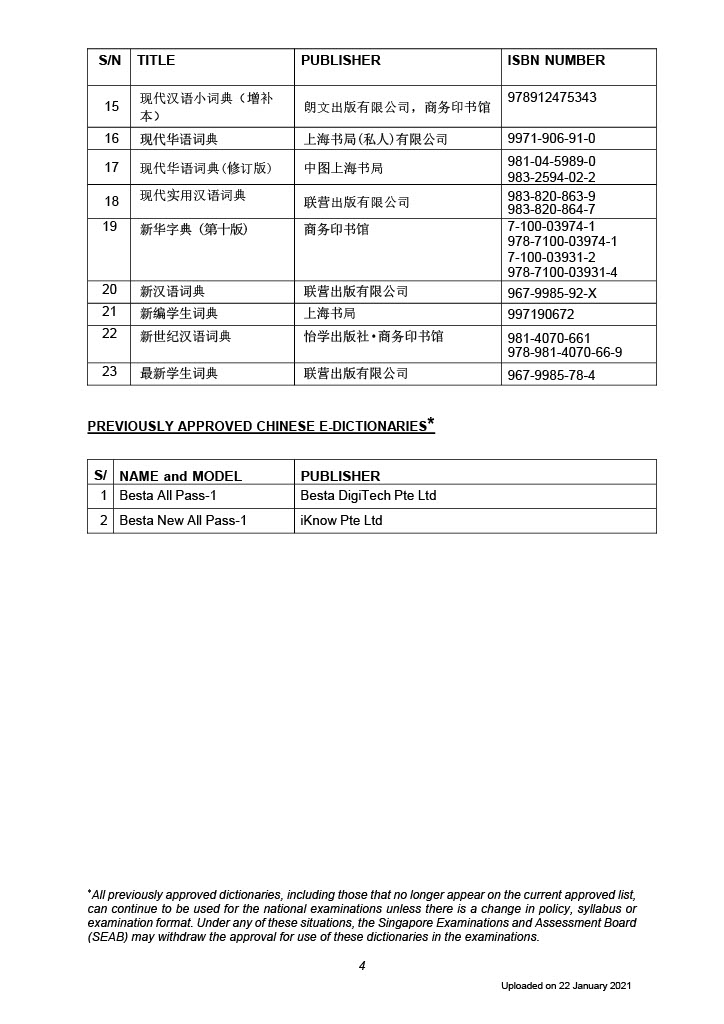 S/N TITLE PUBLISHER ISBN NUMBER
15 现代汉语小词典（增补本） 朗文出版有限公司，商务印书馆 978912475343
16 现代华语词典 上海书局(私人)有限公司 9971-906-91-0
17 现代华语词典(修订版) 中图上海书局 981-04-5989-0
983-2594-02-2
18 现代实用汉语词典 联营出版有限公司 983-820-863-9
983-820-864-7
19 新华字典 (第十版) 商务印书馆 7-100-03974-1
978-7100-03974-1
7-100-03931-2
978-7100-03931-4
20 新汉语词典 联营出版有限公司 967-9985-92-X
21 新编学生词典 上海书局 997190672
22 新世纪汉语词典 怡学出版社•商务印书馆 981-4070-661
978-981-4070-66-9
23 最新学生词典 联营出版有限公司 967-9985-78-4
PREVIOUSLY APPROVED CHINESE E-DICTIONARIES*
S/ NAME and MODEL PUBLISHER
1 Besta All Pass-1 Besta DigiTech Pte Ltd
2 Besta New All Pass-1 iKnow Pte Ltd
*All previously approved dictionaries, including those that no longer appear on the current approved list,
can continue to be used for the national examinations unless there is a change in policy, syllabus or
examination format. Under any of these situations, the Singapore Examinations and Assessment Board
(SEAB) may withdraw the approval for use of these dictionaries in the examinations.
4
Uploaded on 22 January 2021